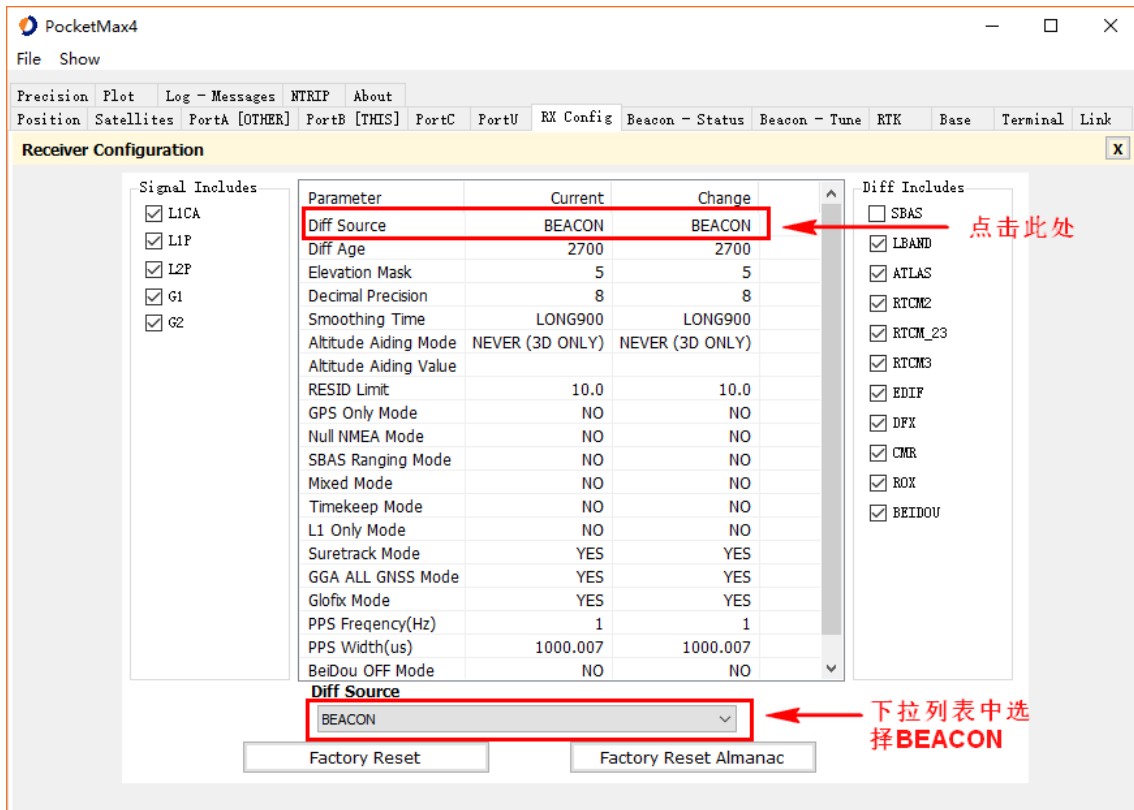 PocketMax4
File Show
Precision Plot Log - Messages NTRIP About
Position Satellites PortA [OTHER] PortB [THIS] PortC PortU RX Config Beacon - Status Beacon - Tune RTK Base Terminal Link
Receiver Configuration X
Signal Includes
L1CA
L1P
L2P
G1
G2
Parameter Current Change
Diff Source BEACON BEACON
Diff Age 2700 2700
Elevation Mask 5 5
Decimal Precision 8 8
Smoothing Time LONG900 LONG900
Altitude Aiding Mode NEVER (3D ONLY) NEVER (3D ONLY)
Altitude Aiding Value
RESID Limit 10.0 10.0
GPS Only Mode NO NO
Null NMEA Mode NO NO
SBAS Ranging Mode NO NO
Mixed Mode NO NO
Timekeep Mode NO NO
L1 Only Mode NO NO
Suretrack Mode YES YES
GGA ALL GNSS Mode YES YES
Glofix Mode YES YES
PPS Freqency(Hz) 1 1
PPS Width(us) 1000.007 1000.007
BeiDou OFF Mode NO NO
Diff Includes
SBAS
LBAND
ATLAS
RTCM2
RTCM_23
RTCM3
EDIF
DFX
CMR
ROX
BEIDOU
点击此处
Diff Source
BEACON
下拉列表中选
择BEACON
Factory Reset Factory Reset Almanac